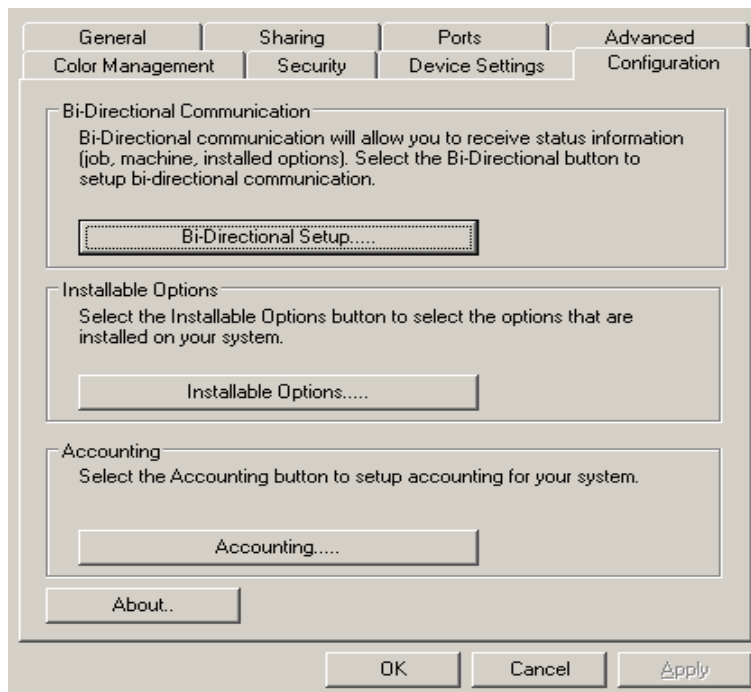 General Sharing Ports Advanced
Color Management Security Device Settings Configuration
Bi-Directional Communication
Bi-Directional communication will allow you to receive status information
(job, machine, installed options). Select the Bi-Directional button to
setup bi-directional communication.
Bi-Directional Setup.....
Installable Options
Select the Installable Options button to select the options that are
installed on your system.
Installable Options.....
Accounting
Select the Accounting button to setup accounting for your system.
Accounting.....
About..
OK Cancel Apply